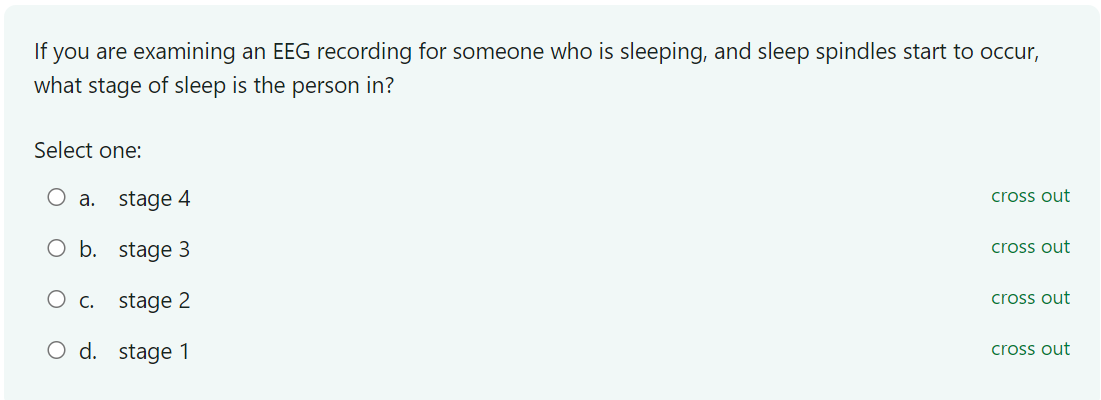 If you are examining an EEG recording for someone who is sleeping, and sleep spindles start to occur,
what stage of sleep is the person in?
Select one:
a. stage 4 cross out
b. stage 3 cross out
c. stage 2 cross out
d. stage 1 cross out